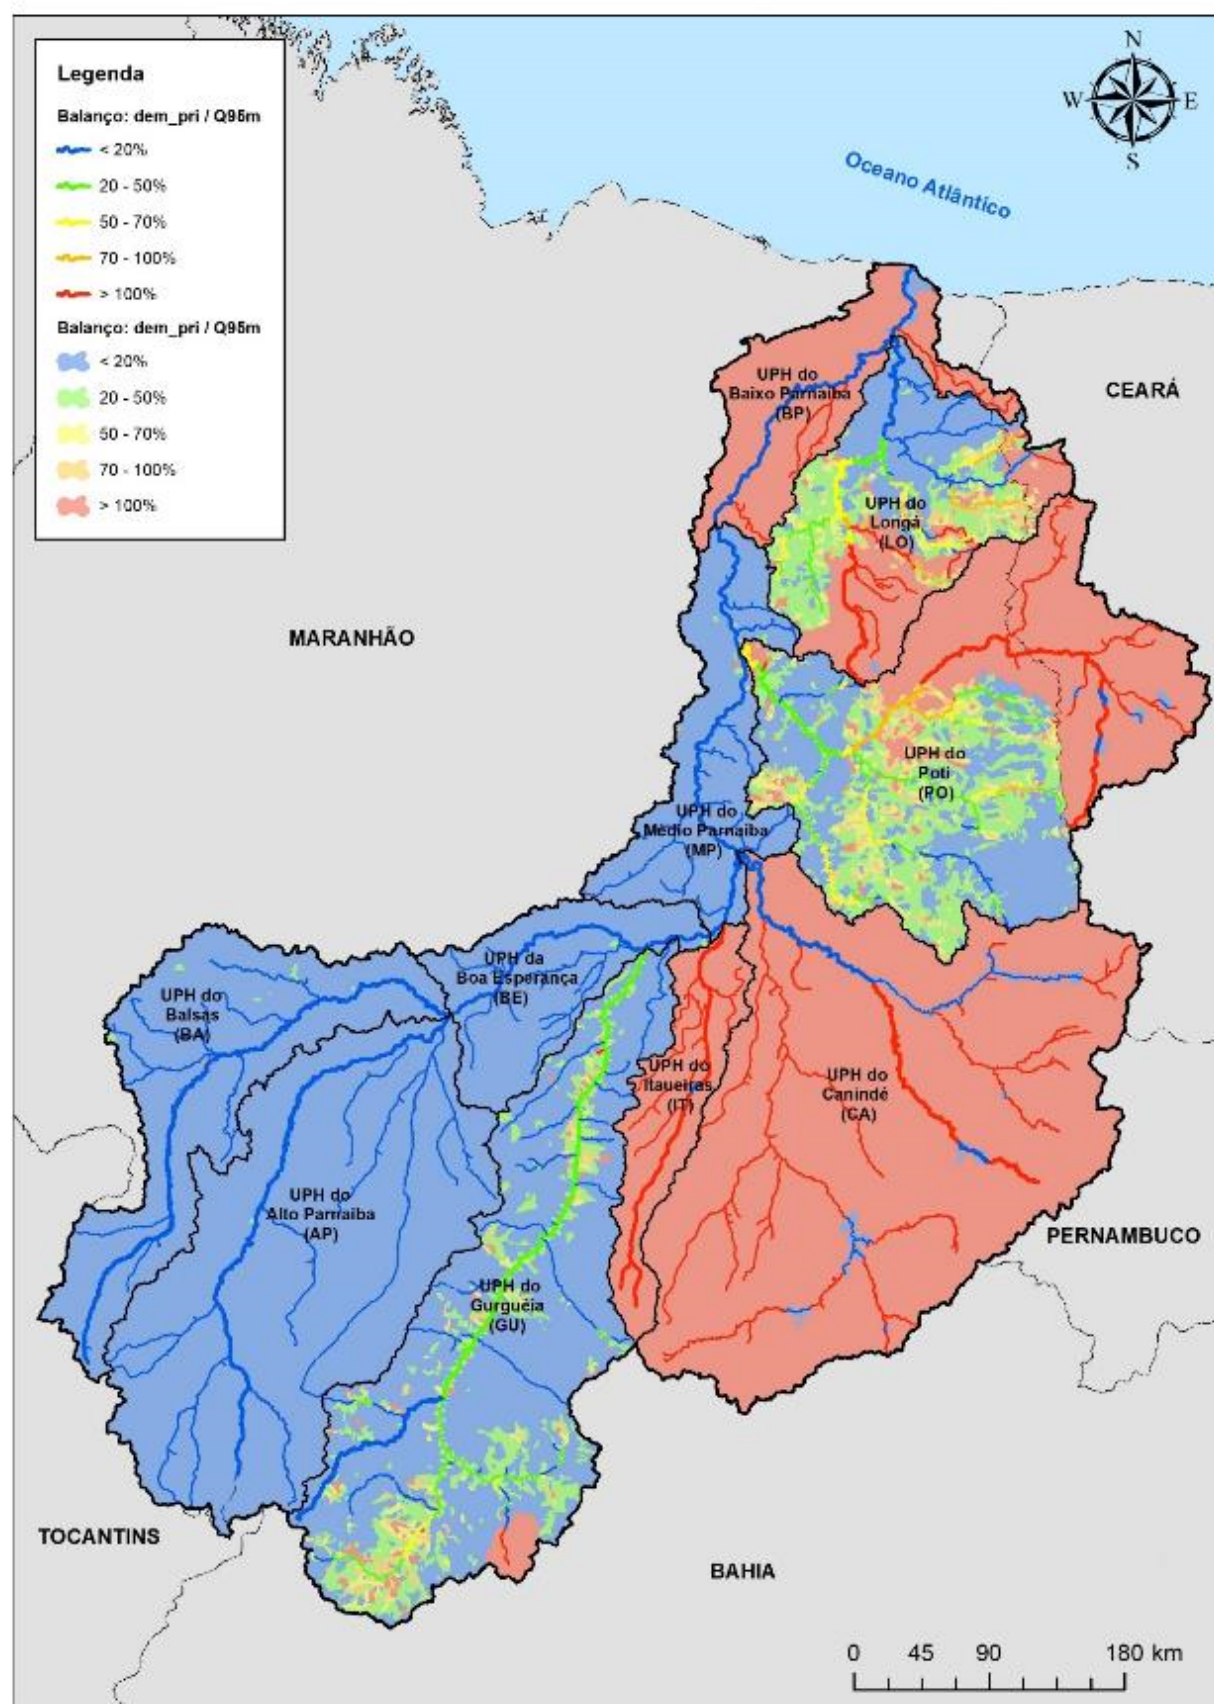 Legenda
Balanço: dem_pri / Q95m
< 20%
20 - 50%
50 - 70%
70 - 100%
> 100%
Balanço: dem_pri / Q95m
< 20%
20 - 50%
50 - 70%
70 - 100%
> 100%
N
W
E
S
Oceano Atlântico
UPH do
Baixo Parnaíba
(BP)
CEARÁ
UPH do
Longá
(LO)
MARANHÃO
UPH do
Poti
(PO)
UPH do
Médio Parnaíba
(MP)
UPH da
Boa Esperança
(BE)
UPH do
Balsas
(BA)
UPH do
Itaueiras
(IT)
UPH do
Canindé
(CA)
UPH do
Alto Parnaíba
(AP)
PERNAMBUCO
UPH do
Gurguéia
(GU)
TOCANTINS
BAHIA
0 45 90 180 km